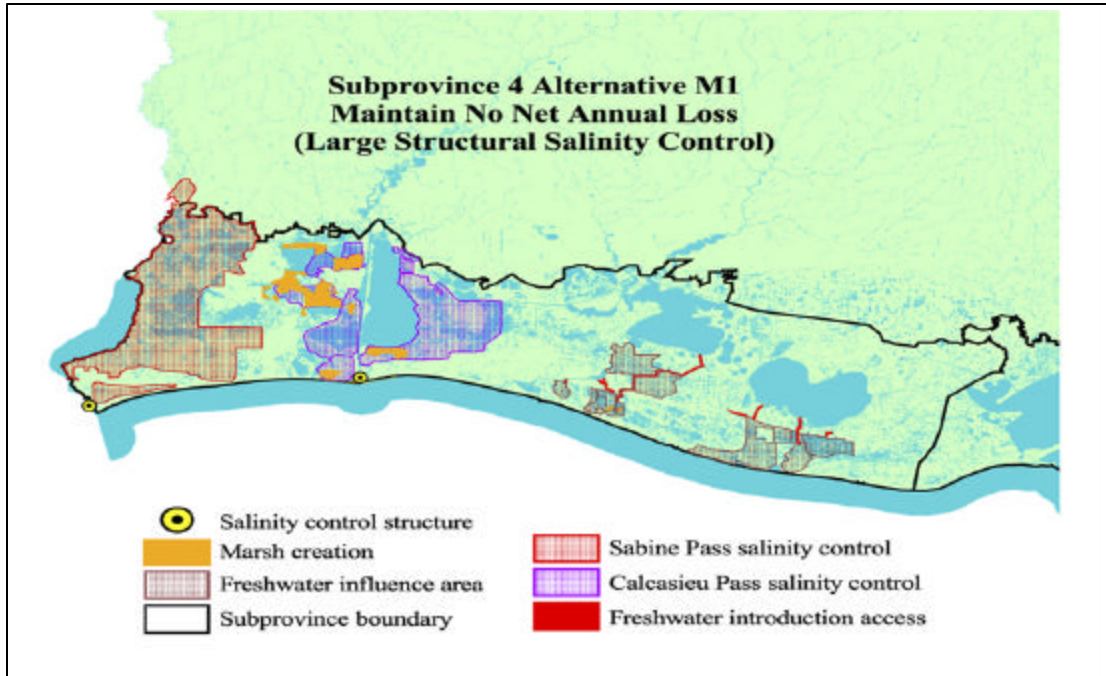 Subprovince 4 Alternative M1
Maintain No Net Annual Loss
(Large Structural Salinity Control)
Salinity control structure
Marsh creation
Freshwater influence area
Subprovince boundary
Sabine Pass salinity control
Calcasieu Pass salinity control
Freshwater introduction access